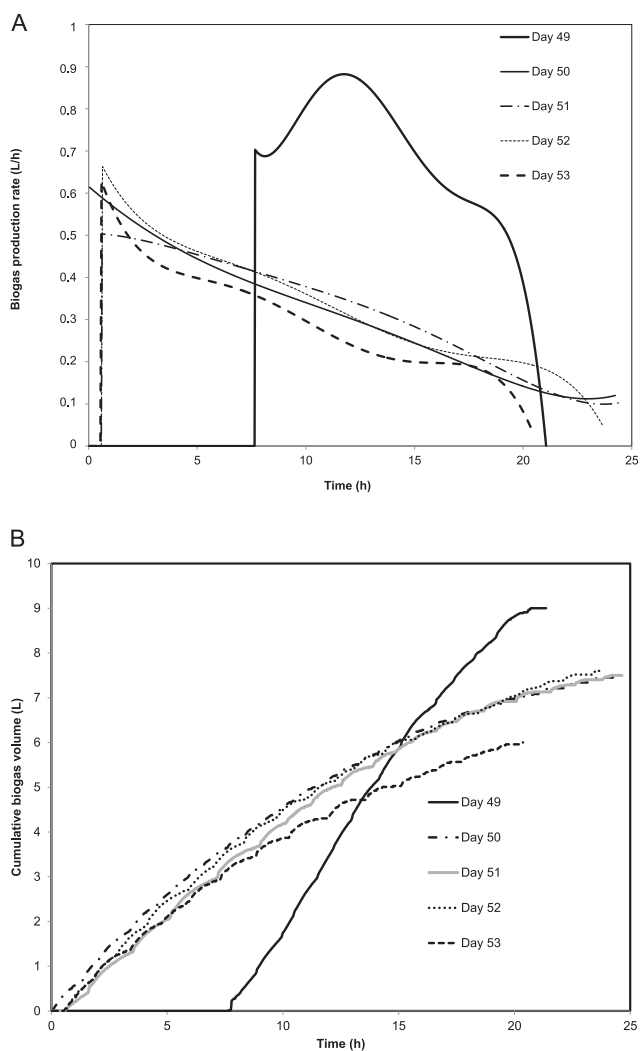 A
Biogas production rate (L/h)
1
0.9
0.8
0.7
0.6
0.5
0.4
0.3
0.2
0.1
0
0 5 10 15 20 25
Time (h)
Day 49
Day 50
Day 51
Day 52
Day 53
B
Cumulative biogas volume (L)
10
9
8
7
6
5
4
3
2
1
0
0 5 10 15 20 25
Time (h)
Day 49
Day 50
Day 51
Day 52
Day 53